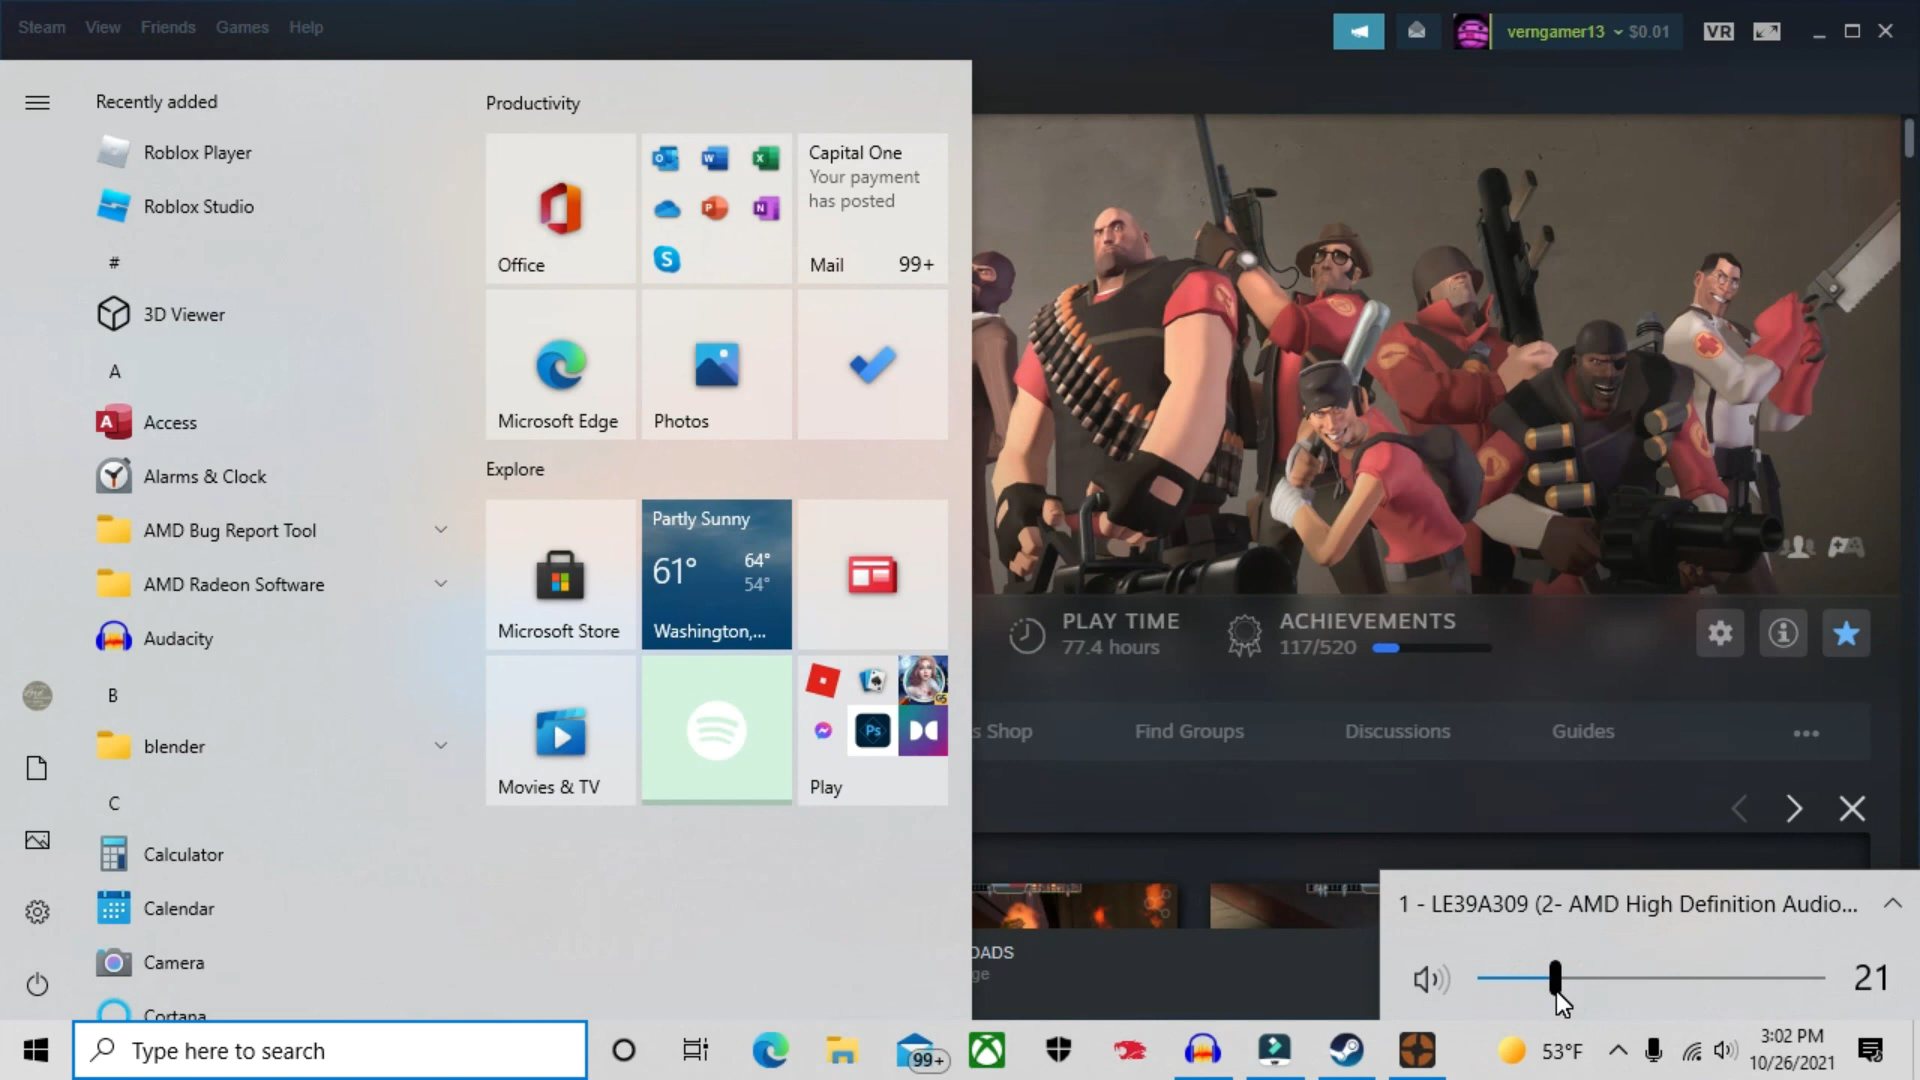 Steam View Friends Games Help
verngamer13 $0.01 VR
Recently added
Roblox Player
Roblox Studio
#
3D Viewer
A
Access
Alarms & Clock
AMD Bug Report Tool
AMD Radeon Software
Audacity
B
blender
C
Calculator
Calendar
Camera
Cortana
Productivity
Office
Capital One
Your payment
has posted
Mail 99+
Microsoft Edge
Photos
Explore
Microsoft Store
Partly Sunny
61° 64°
54°
Washington,...
Movies & TV
Ps
Play
PLAY TIME
77.4 hours
ACHIEVEMENTS
117/520
s Shop Find Groups Discussions Guides
OADS
ge
1 - LE39A309 (2- AMD High Definition Audio...
21
Type here to search
99+
53°F
3:02 PM
10/26/2021